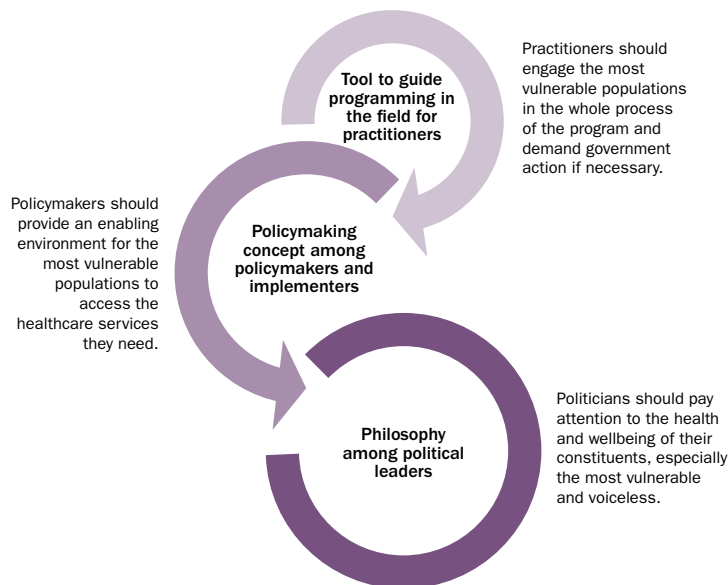 Tool to guide
programming in
the field for
practitioners
Practitioners should
engage the most
vulnerable populations
in the whole process
of the program and
demand government
action if necessary.
Policymakers should
provide an enabling
environment for the
most vulnerable
populations to
access the
healthcare services
they need.
Policymaking
concept among
policymakers and
implementers
Philosophy
among political
leaders
Politicians should pay
attention to the health
and wellbeing of their
constituents, especially
the most vulnerable
and voiceless.